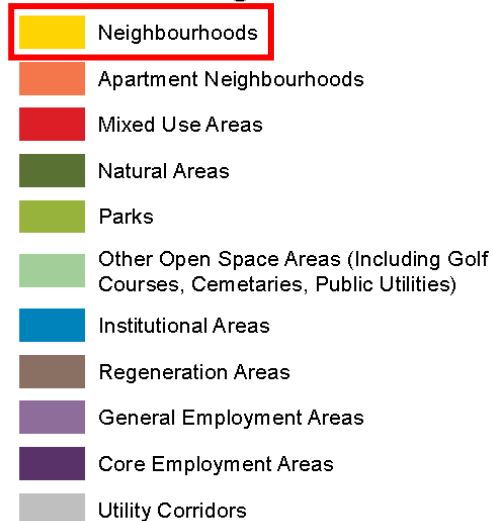 Neighbourhoods
Apartment Neighbourhoods
Mixed Use Areas
Natural Areas
Parks
Other Open Space Areas (Including Golf
Courses, Cemetaries, Public Utilities)
Institutional Areas
Regeneration Areas
General Employment Areas
Core Employment Areas
Utility Corridors